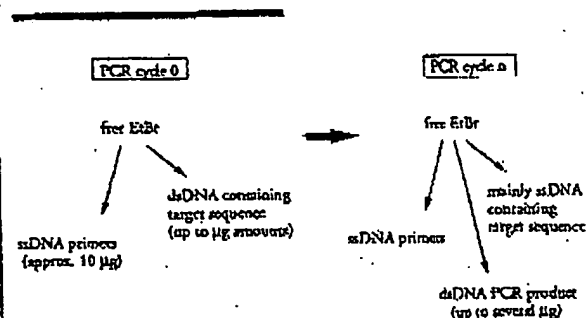 PCR cycle 0
free EtBr
dsDNA containing
target sequence
(up to µg amounts)
ssDNA primers
(approx. 10 µg)
PCR cycle n
free EtBr
mainly ssDNA
containing
target sequence
ssDNA primers
dsDNA PCR product
(up to several µg)